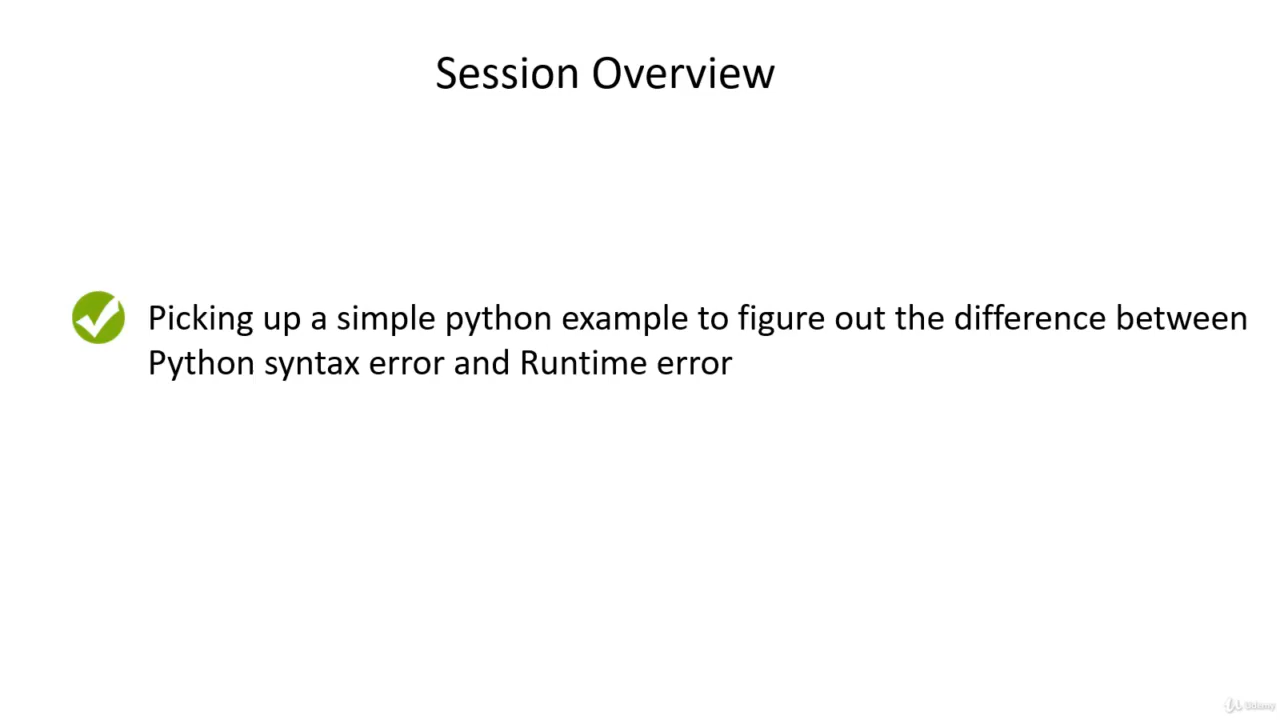 Session Overview
Picking up a simple python example to figure out the difference between
Python syntax error and Runtime error
Udemy